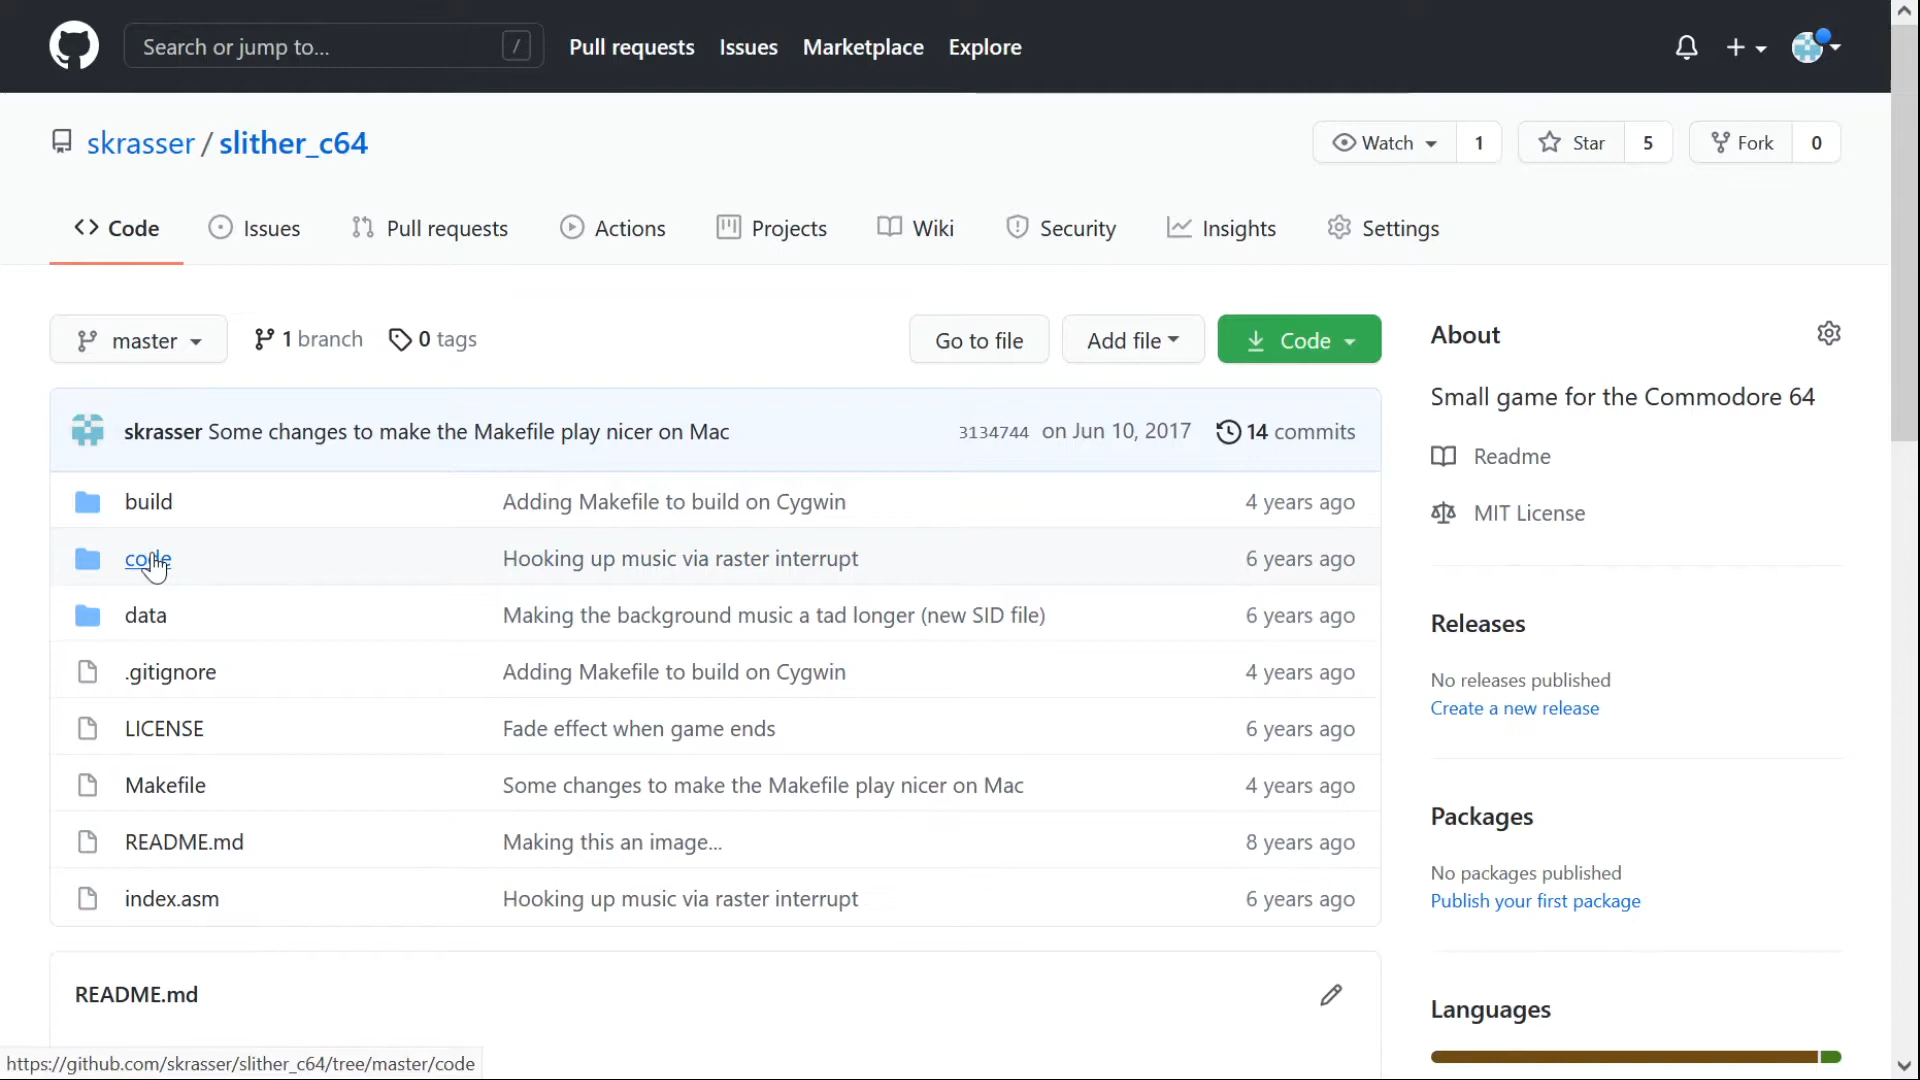 Search or jump to... /
Pull requests Issues Marketplace Explore
skrasser / slither_c64
Watch 1 Star 5 Fork 0
Code Issues Pull requests Actions Projects Wiki Security Insights Settings
master 1 branch 0 tags Go to file Add file Code
skrasser Some changes to make the Makefile play nicer on Mac 3134744 on Jun 10, 2017 14 commits
build Adding Makefile to build on Cygwin 4 years ago
code Hooking up music via raster interrupt 6 years ago
data Making the background music a tad longer (new SID file) 6 years ago
.gitignore Adding Makefile to build on Cygwin 4 years ago
LICENSE Fade effect when game ends 6 years ago
Makefile Some changes to make the Makefile play nicer on Mac 4 years ago
README.md Making this an image... 8 years ago
index.asm Hooking up music via raster interrupt 6 years ago
README.md
About
Small game for the Commodore 64
Readme
MIT License
Releases
No releases published
Create a new release
Packages
No packages published
Publish your first package
Languages
https://github.com/skrasser/slither_c64/tree/master/code